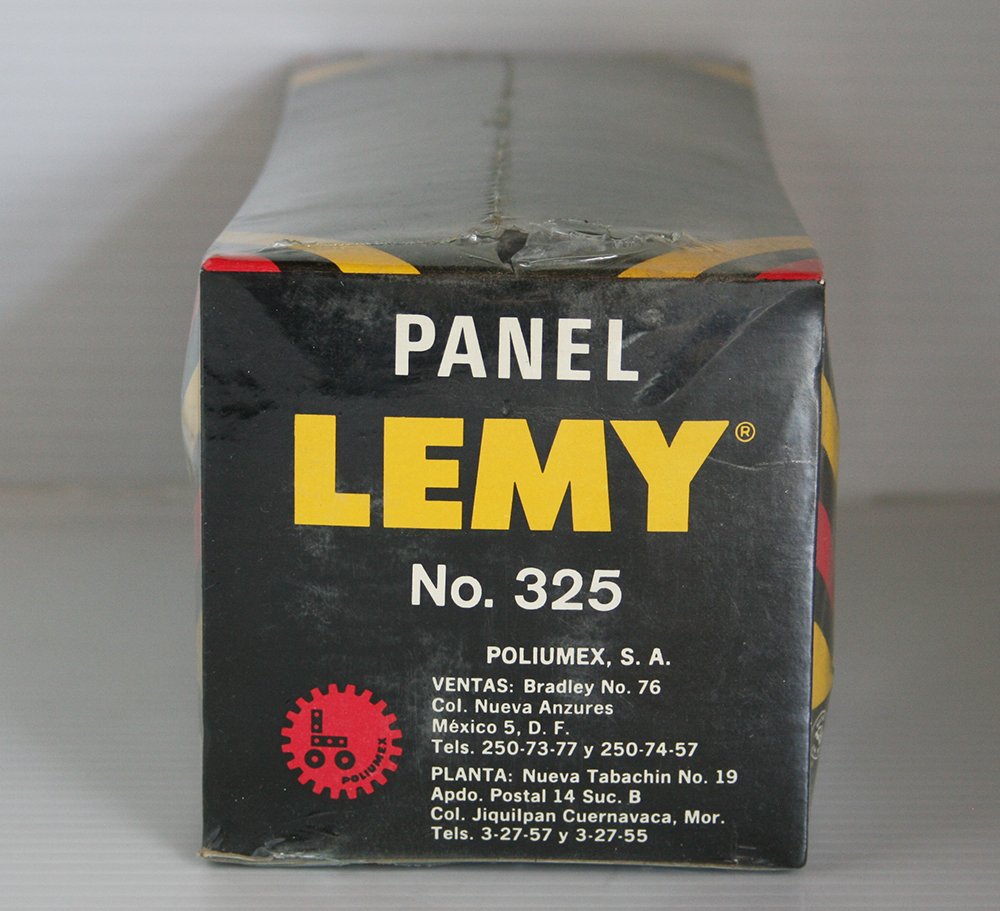 PANEL
LEMY®
No. 325
POLIUMEX, S. A.
VENTAS: Bradley No. 76
Col. Nueva Anzures
México 5, D. F.
Tels. 250-73-77 y 250-74-57
PLANTA: Nueva Tabachin No. 19
Apdo. Postal 14 Suc. B
Col. Jiquilpan Cuernavaca, Mor.
Tels. 3-27-57 y 3-27-55
POLIUMEX